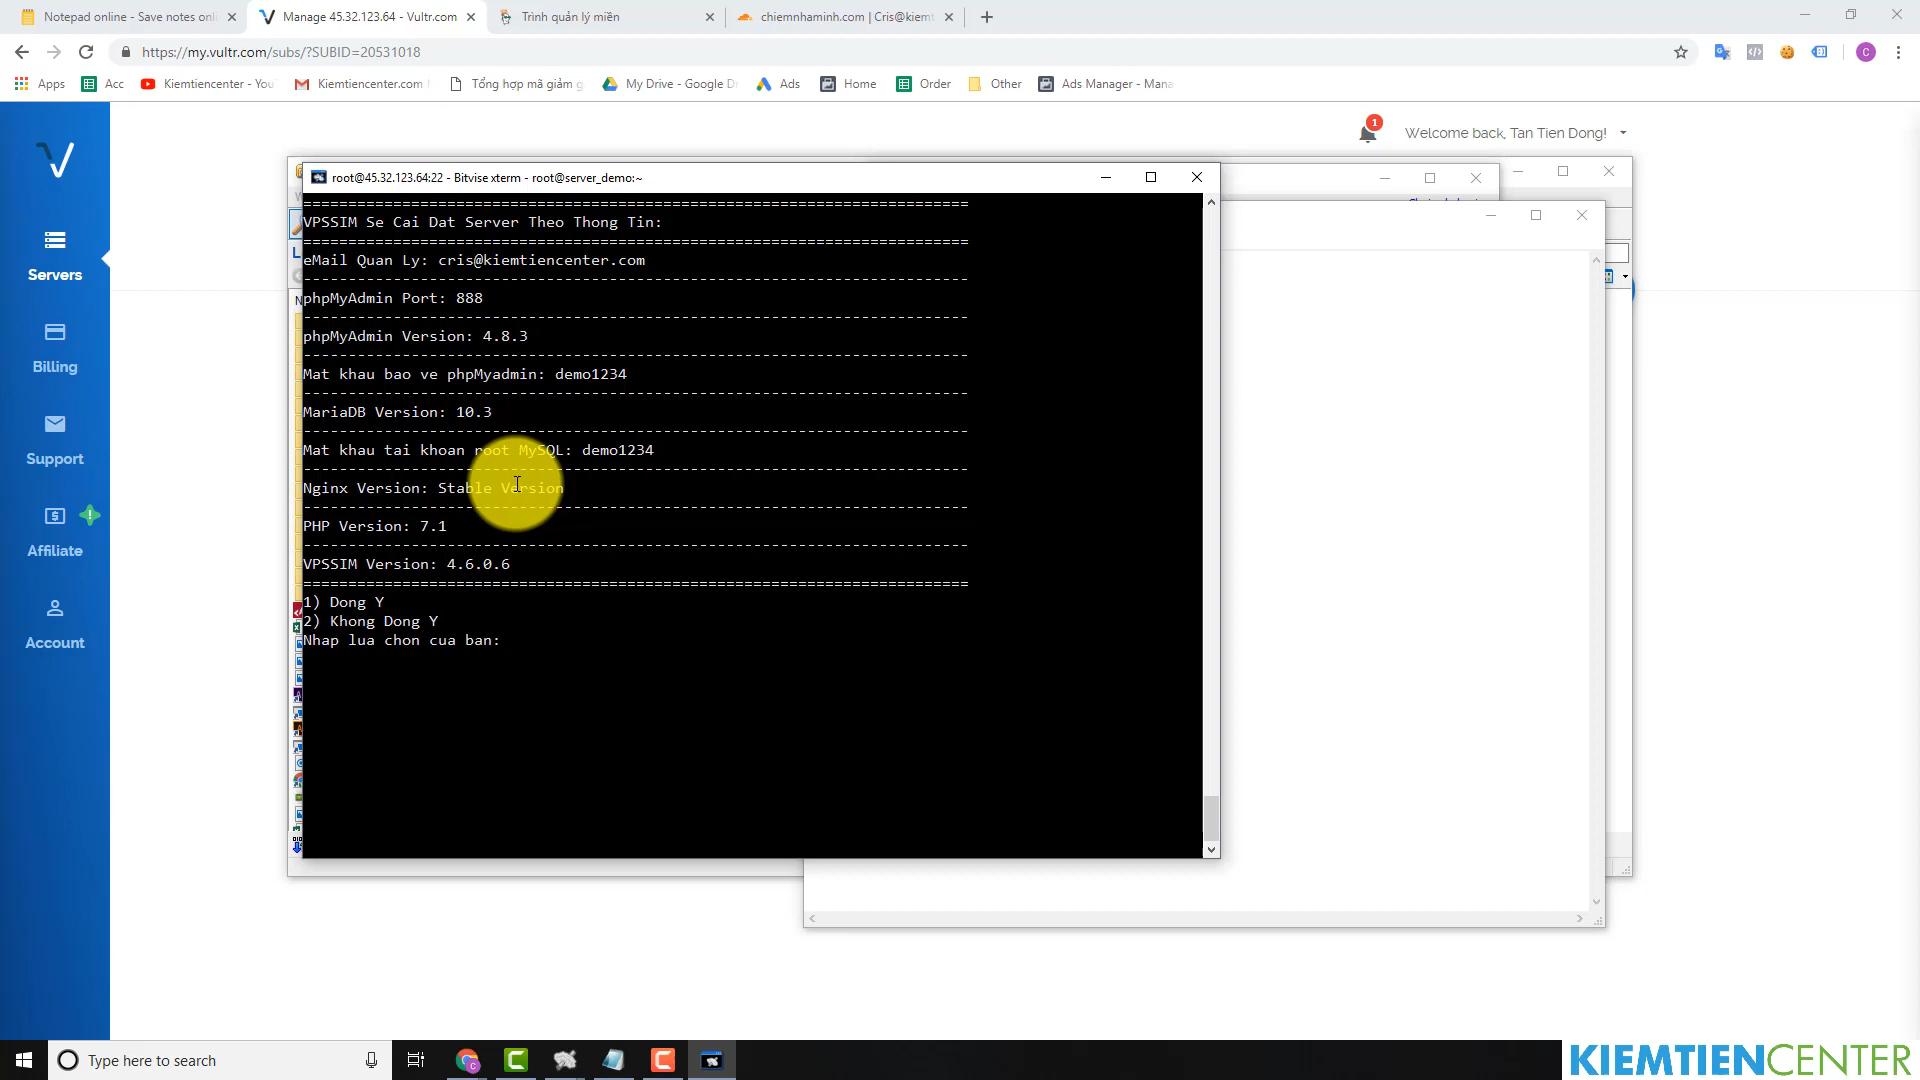 Notepad online - Save notes onl
Manage 45.32.123.64 - Vultr.com
Trình quản lý miền
chiemnhaminh.com | Cris@kiemt
https://my.vultr.com/subs/?SUBID=20531018
C
Apps
Acc
Kiemtiencenter - You
Kiemtiencenter.com
Tổng hợp mã giảm g
My Drive - Google Dr
Ads
Home
Order
Other
Ads Manager - Mana
1
Welcome back, Tan Tien Dong!
Servers
Billing
Support
Affiliate
Account
root@45.32.123.64:22 - Bitvise xterm - root@server_demo:~
=========================================================================
VPSSIM Se Cai Dat Server Theo Thong Tin:
=========================================================================
eMail Quan Ly: cris@kiemtiencenter.com
-------------------------------------------------------------------------
phpMyAdmin Port: 888
-------------------------------------------------------------------------
phpMyAdmin Version: 4.8.3
-------------------------------------------------------------------------
Mat khau bao ve phpMyadmin: demo1234
-------------------------------------------------------------------------
MariaDB Version: 10.3
-------------------------------------------------------------------------
Mat khau tai khoan root MySQL: demo1234
-------------------------------------------------------------------------
Nginx Version: Stable Version
-------------------------------------------------------------------------
PHP Version: 7.1
-------------------------------------------------------------------------
VPSSIM Version: 4.6.0.6
=========================================================================
1) Dong Y
2) Khong Dong Y
Nhap lua chon cua ban:
Type here to search
KIEMTIENCENTER